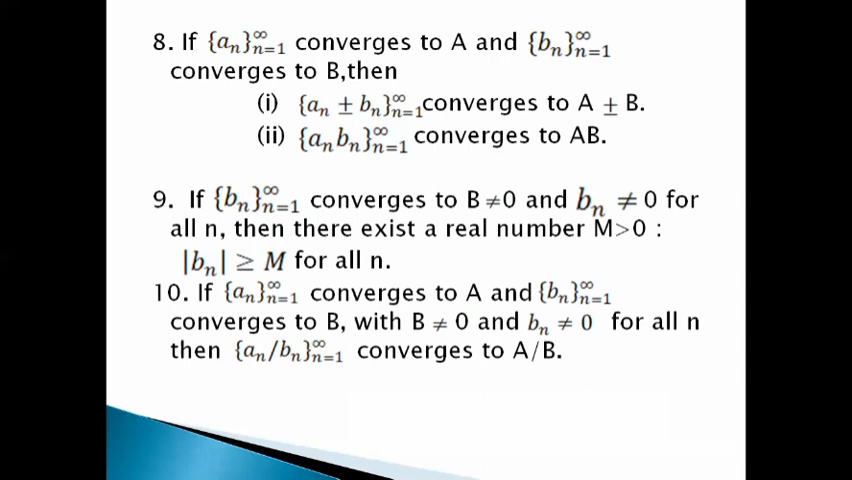 8. If {aₙ}∞ₙ₌₁ converges to A and {bₙ}∞ₙ₌₁
converges to B,then
(i) {aₙ ± bₙ}∞ₙ₌₁converges to A ± B.
(ii) {aₙbₙ}∞ₙ₌₁ converges to AB.
9. If {bₙ}∞ₙ₌₁ converges to B ≠0 and bₙ ≠ 0 for
all n, then there exist a real number M>0 :
|bₙ| ≥ M for all n.
10. If {aₙ}∞ₙ₌₁ converges to A and {bₙ}∞ₙ₌₁
converges to B, with B ≠ 0 and bₙ ≠ 0 for all n
then {aₙ/bₙ}∞ₙ₌₁ converges to A/B.